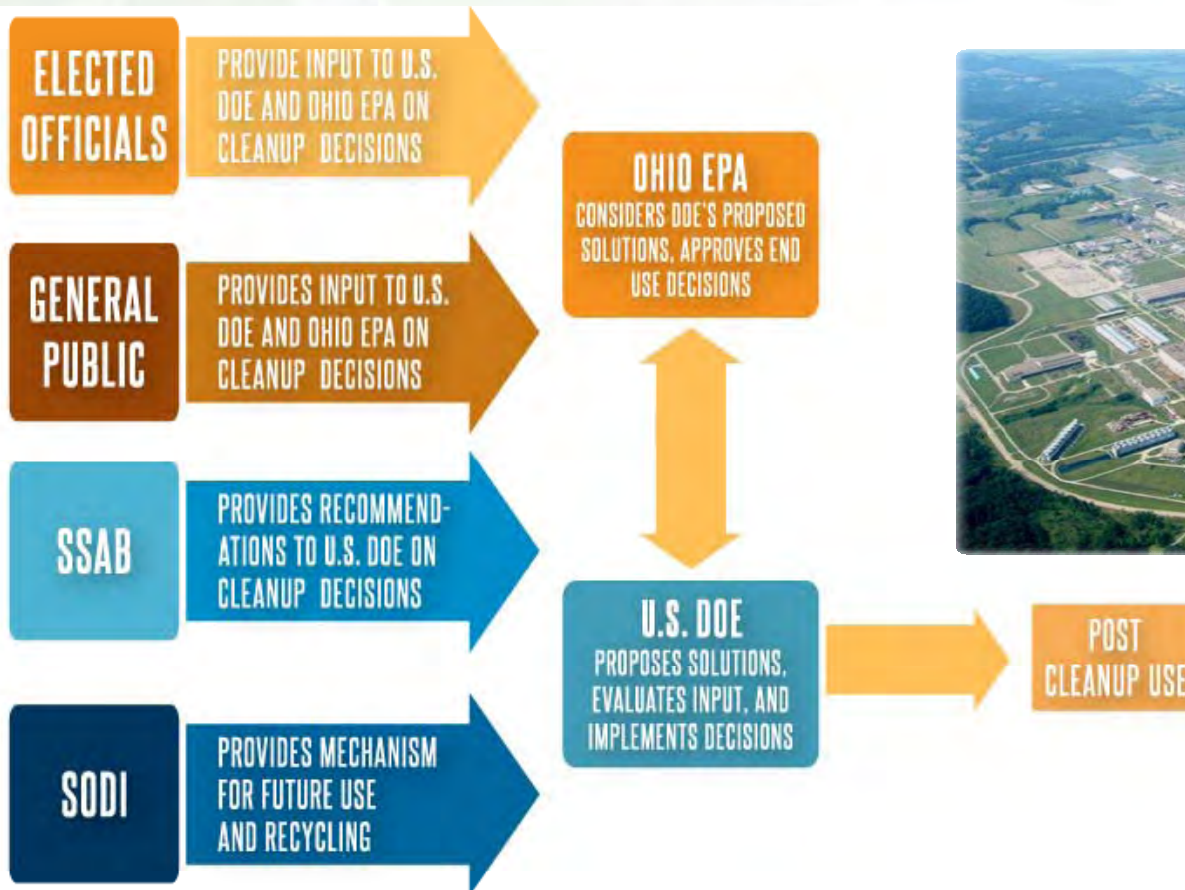 ELECTED
OFFICIALS
PROVIDE INPUT TO U.S.
DOE AND OHIO EPA ON
CLEANUP DECISIONS
GENERAL
PUBLIC
PROVIDES INPUT TO U.S.
DOE AND OHIO EPA ON
CLEANUP DECISIONS
SSAB
PROVIDES RECOMMEND-
ATIONS TO U.S. DOE ON
CLEANUP DECISIONS
SODI
PROVIDES MECHANISM
FOR FUTURE USE
AND RECYCLING
OHIO EPA
CONSIDERS DOE'S PROPOSED
SOLUTIONS, APPROVES END
USE DECISIONS
U.S. DOE
PROPOSES SOLUTIONS,
EVALUATES INPUT, AND
IMPLEMENTS DECISIONS
POST
CLEANUP USE